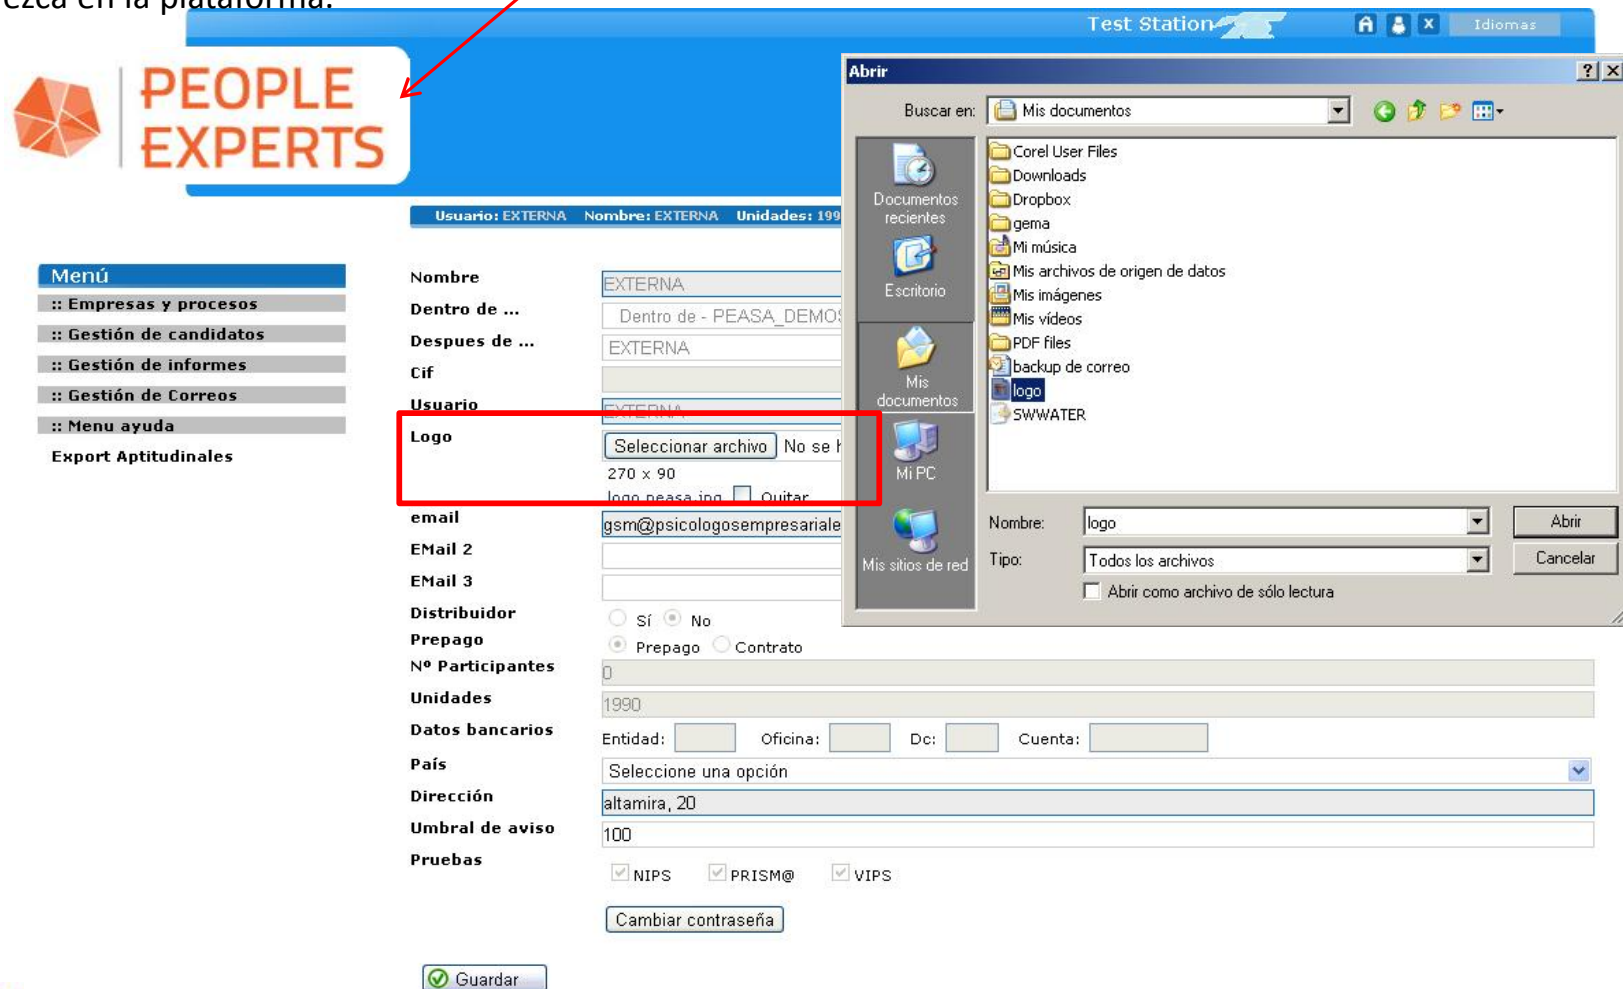 en la plataforma.
Test Station
Idiomas
PEOPLE
EXPERTS
Usuario: EXTERNA Nombre: EXTERNA Unidades: 199
Menú
:: Empresas y procesos
:: Gestión de candidatos
:: Gestión de informes
:: Gestión de Correos
:: Menu ayuda
Export Aptitudinales
Nombre EXTERNA
Dentro de ... Dentro de - PEASA_DEMOS
Despues de ... EXTERNA
Cif
Usuario EXTERNA
Logo Seleccionar archivo No se h
270 x 90
logo peasa.jpg Quitar
email gsm@psicologosempresariale
EMail 2
EMail 3
Distribuidor Sí No
Prepago Prepago Contrato
Nº Participantes 0
Unidades 1990
Datos bancarios Entidad: Oficina: Dc: Cuenta:
País Seleccione una opción
Dirección altamira, 20
Umbral de aviso 100
Pruebas NIPS PRISM@ VIPS
Cambiar contraseña
Guardar
Abrir
Buscar en: Mis documentos
Documentos
recientes
Escritorio
Mis
documentos
Mi PC
Mis sitios de red
Corel User Files
Downloads
Dropbox
gema
Mi música
Mis archivos de origen de datos
Mis imágenes
Mis vídeos
PDF files
backup de correo
logo
SWWATER
Nombre: logo Abrir
Tipo: Todos los archivos Cancelar
Abrir como archivo de sólo lectura